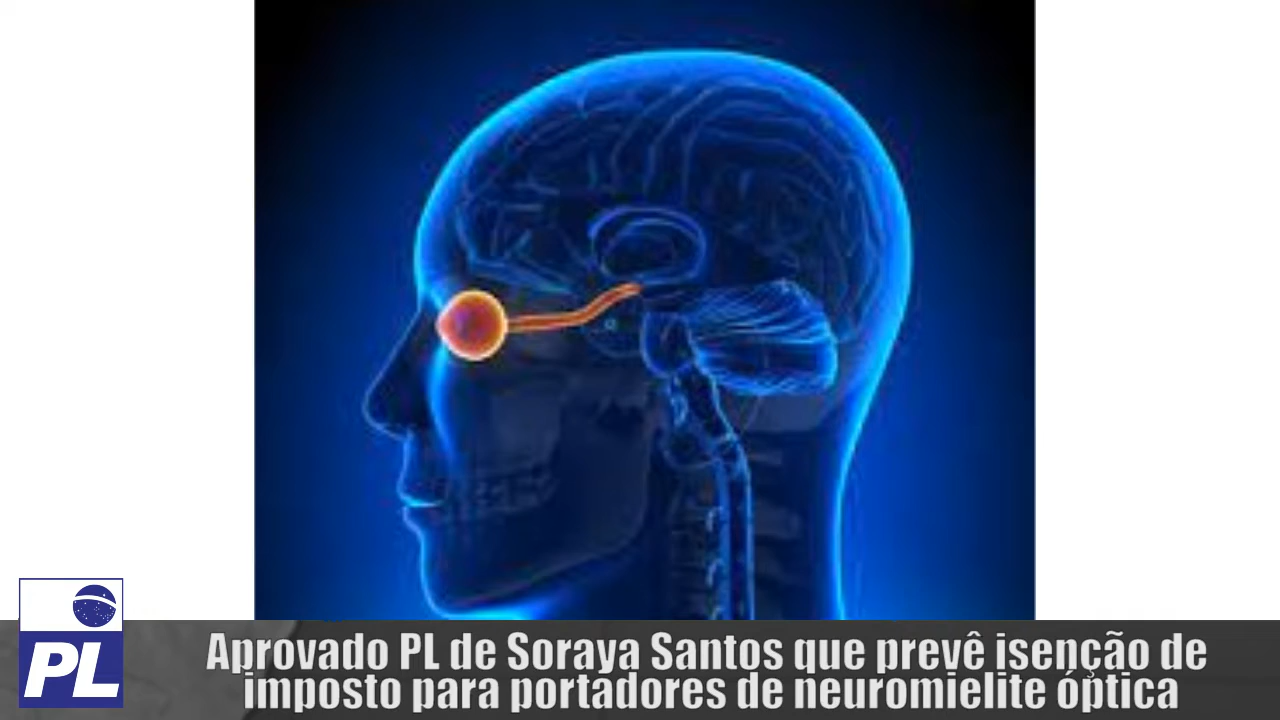 PL
Aprovado PL de Soraya Santos que prevê isenção de
imposto para portadores de neuromielite óptica